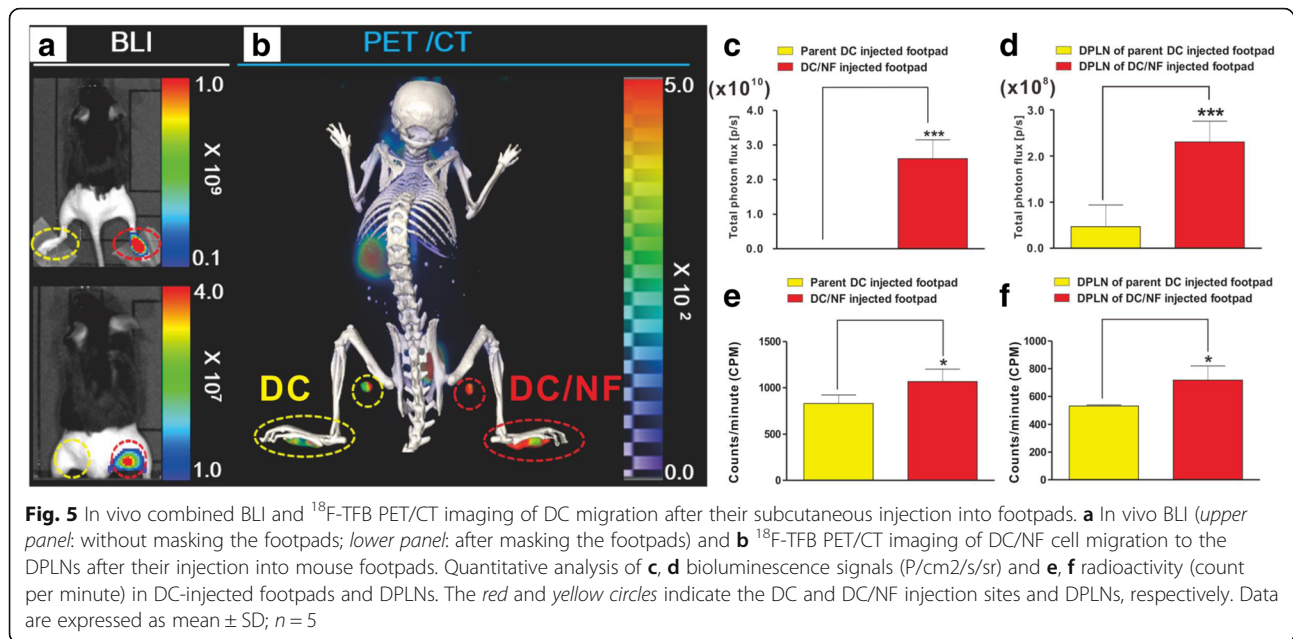 a BLI
1.0
X 10⁹
0.1
4.0
X 10⁷
1.0
b PET /CT
5.0
X 10 ²
0.0
DC
DC/NF
c
Parent DC injected footpad
DC/NF injected footpad
(x10¹⁰)
Total photon flux [p/s]
4.0
3.0
2.0
1.0
0.0
***
d
DPLN of parent DC injected footpad
DPLN of DC/NF injected footpad
(x10⁸)
Total photon flux [p/s]
3.0
2.0
1.0
0.0
***
e
Parent DC injected footpad
DC/NF injected footpad
Counts/minute (CPM)
1500
1000
500
0
*
f
DPLN of parent DC injected footpad
DPLN of DC/NF injected footpad
Counts/minute (CPM)
1000
800
600
400
200
0
*
Fig. 5 In vivo combined BLI and ¹⁸F-TFB PET/CT imaging of DC migration after their subcutaneous injection into footpads. a In vivo BLI (upper
panel: without masking the footpads; lower panel: after masking the footpads) and b ¹⁸F-TFB PET/CT imaging of DC/NF cell migration to the
DPLNs after their injection into mouse footpads. Quantitative analysis of c, d bioluminescence signals (P/cm2/s/sr) and e, f radioactivity (count
per minute) in DC-injected footpads and DPLNs. The red and yellow circles indicate the DC and DC/NF injection sites and DPLNs, respectively. Data
are expressed as mean ± SD; n = 5